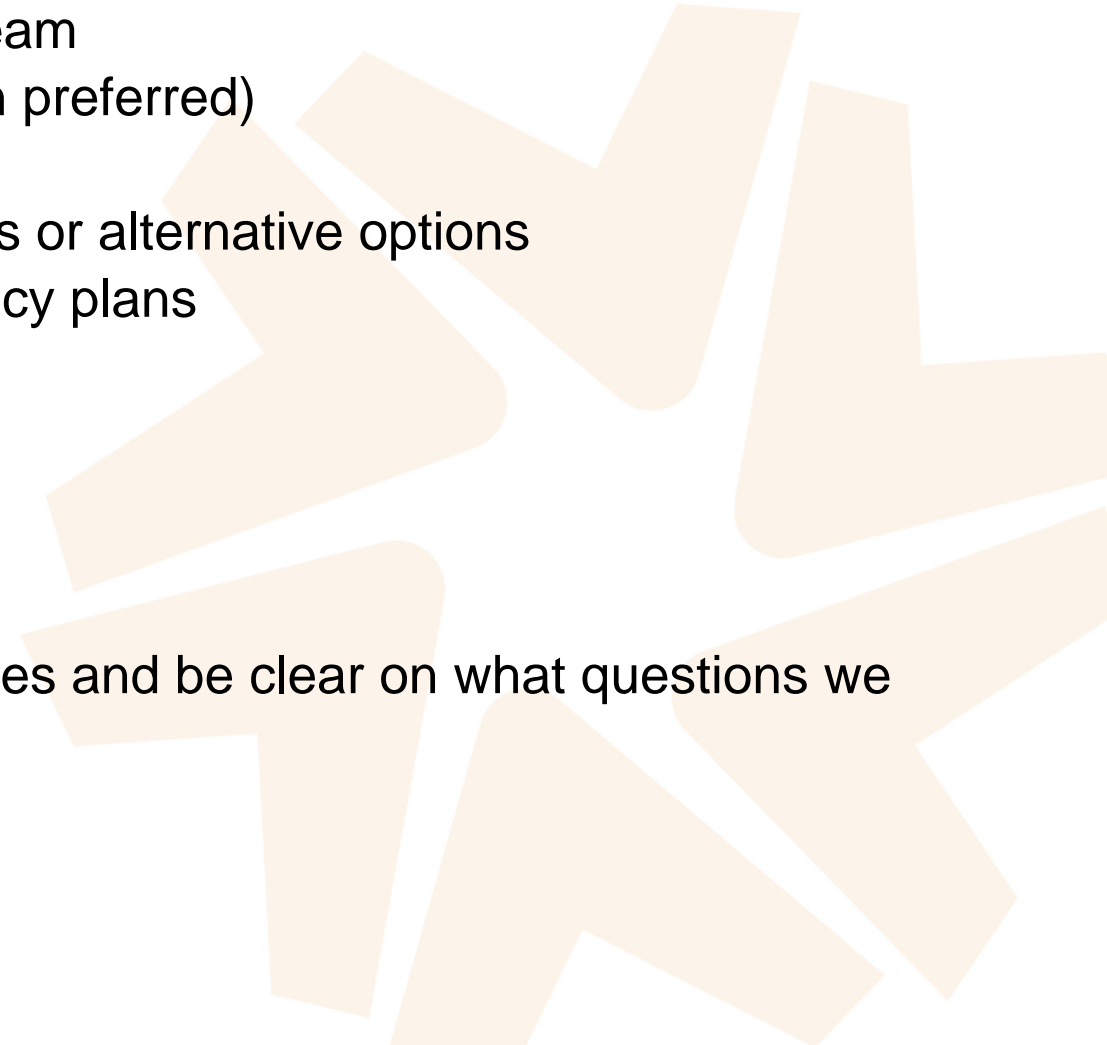 eam
n preferred)
s or alternative options
cy plans
es and be clear on what questions we